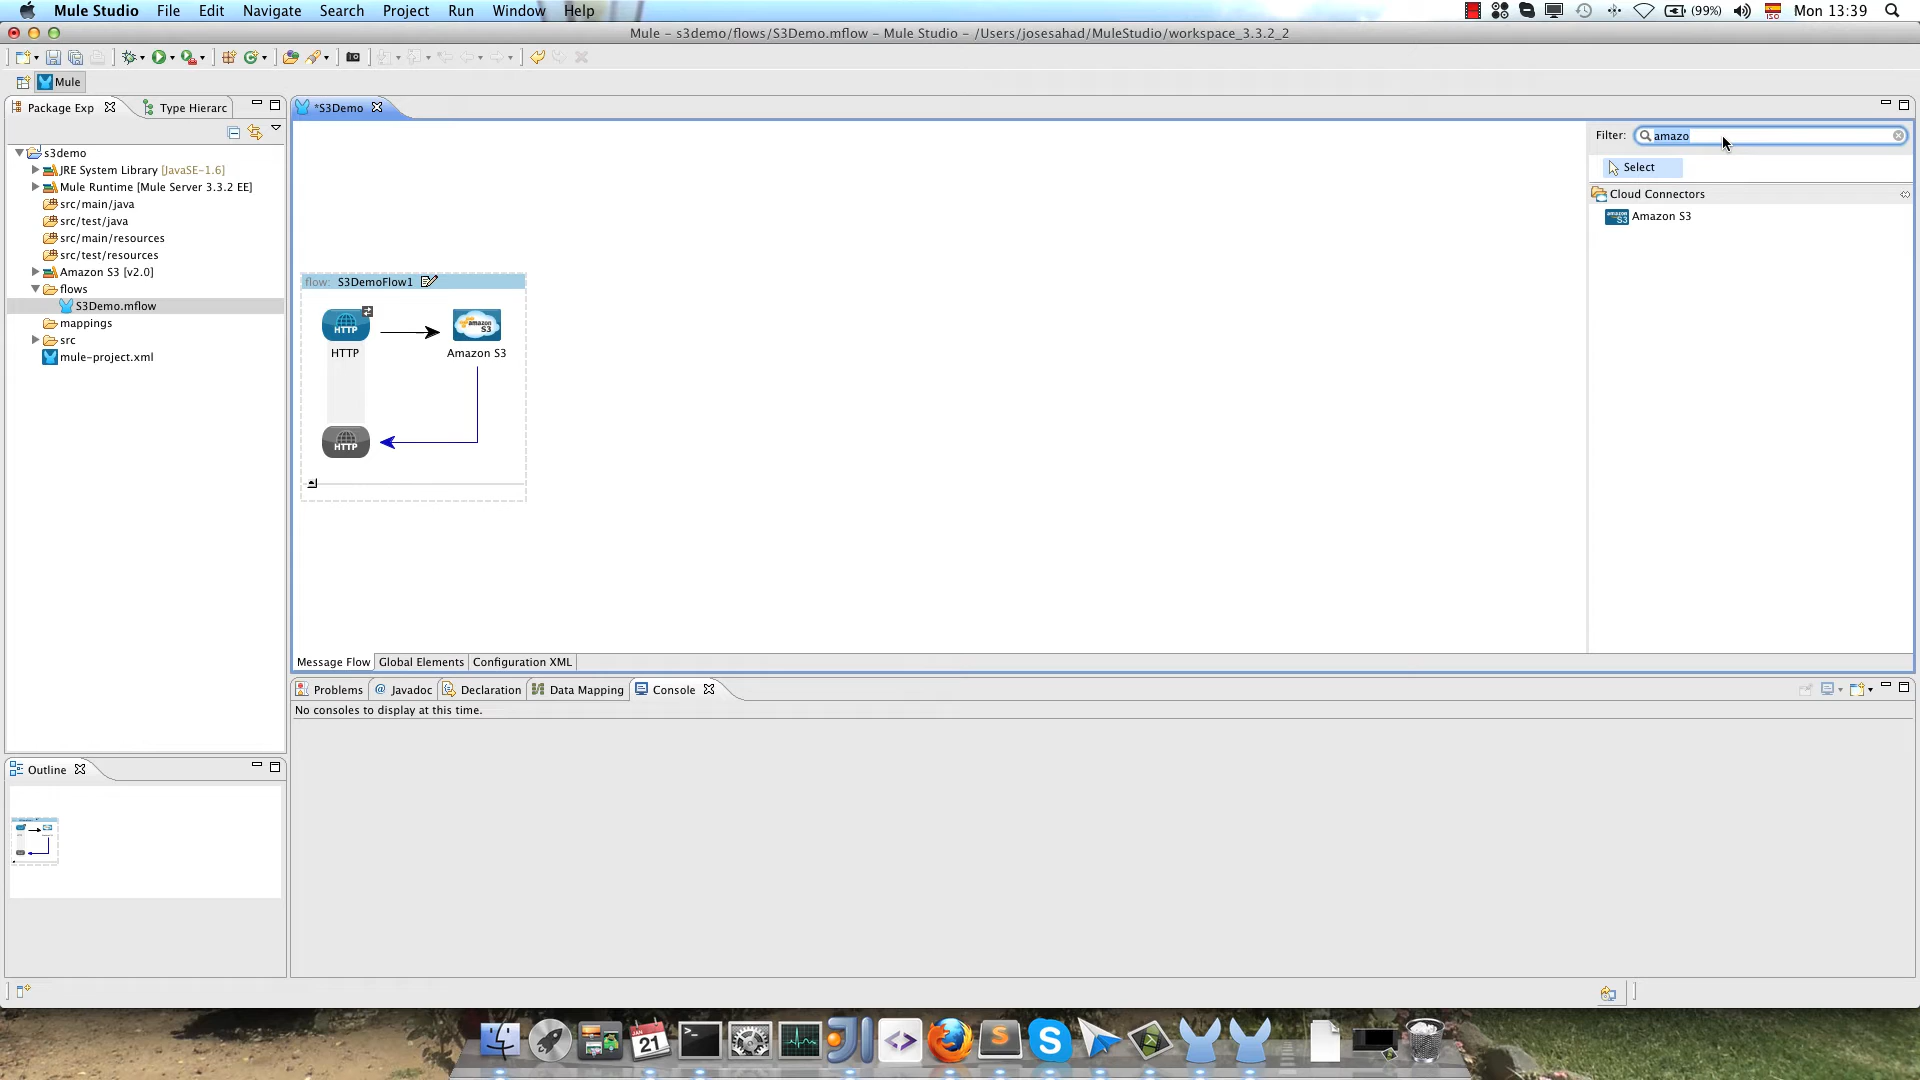 Mule Studio File Edit Navigate Search Project Run Window Help
(99%) ISO Mon 13:39
Mule – s3demo/flows/S3Demo.mflow – Mule Studio – /Users/josesahad/MuleStudio/workspace_3.3.2_2
Mule
Package Exp Type Hierarc
s3demo
JRE System Library [JavaSE-1.6]
Mule Runtime [Mule Server 3.3.2 EE]
src/main/java
src/test/java
src/main/resources
src/test/resources
Amazon S3 [v2.0]
flows
S3Demo.mflow
mappings
src
mule-project.xml
*S3Demo
flow: S3DemoFlow1
HTTP
amazon S3
HTTP
Amazon S3
HTTP
Filter: amazo
Select
Cloud Connectors
Amazon S3
Message Flow Global Elements Configuration XML
Problems @ Javadoc Declaration Data Mapping Console
No consoles to display at this time.
Outline
JAN
21